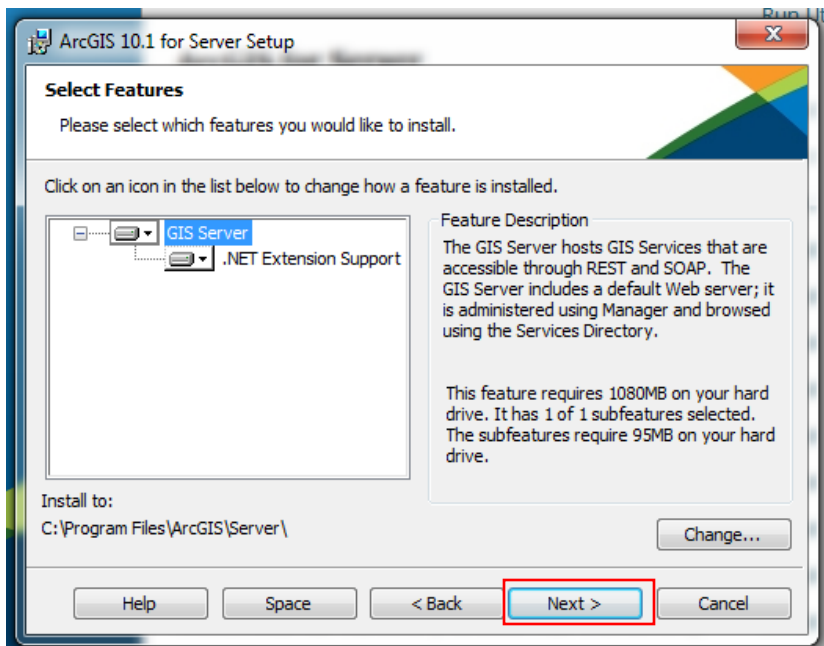 Run Ut
ArcGIS 10.1 for Server Setup
Select Features
Please select which features you would like to install.
Click on an icon in the list below to change how a feature is installed.
GIS Server
.NET Extension Support
Feature Description
The GIS Server hosts GIS Services that are
accessible through REST and SOAP. The
GIS Server includes a default Web server; it
is administered using Manager and browsed
using the Services Directory.
This feature requires 1080MB on your hard
drive. It has 1 of 1 subfeatures selected.
The subfeatures require 95MB on your hard
drive.
Install to:
C:\Program Files\ArcGIS\Server\
Change...
Help
Space
< Back
Next >
Cancel